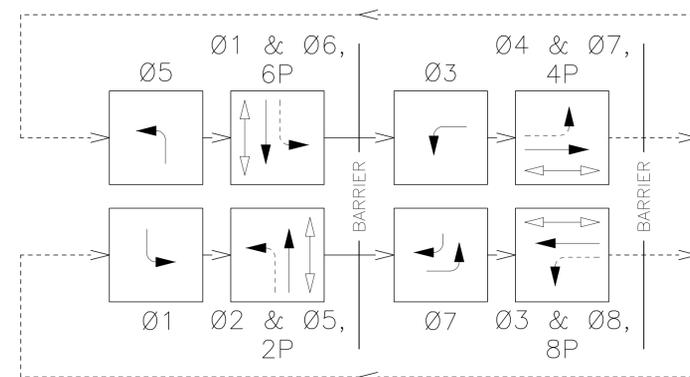 Ø1 & Ø6,
6P
Ø5
Ø4 & Ø7,
4P
Ø3
BARRIER
BARRIER
Ø1
Ø2 & Ø5,
2P
Ø7
Ø3 & Ø8,
8P